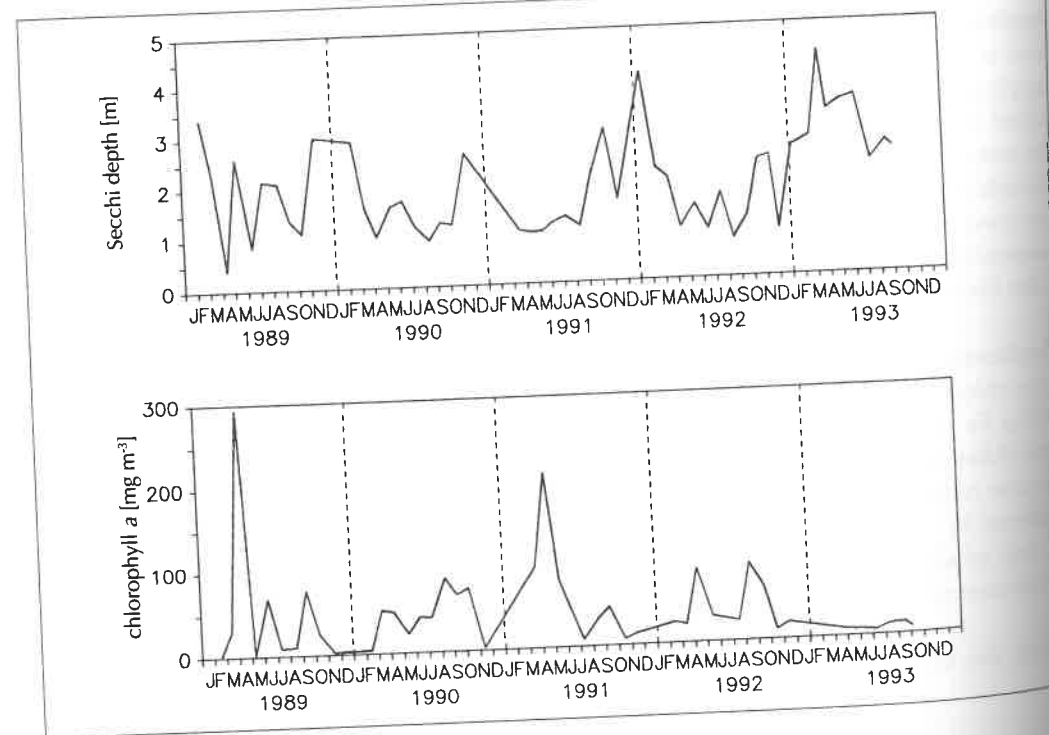 5
4
3
2
1
0
Secchi depth [m]
JFMAMJJASONDJFMAMJJASONDJFMAMJJASONDJFMAMJJASONDJFMAMJJASOND
1989 1990 1991 1992 1993
300
200
100
0
chlorophyll a [mg m-3]
JFMAMJJASONDJFMAMJJASONDJFMAMJJASONDJFMAMJJASONDJFMAMJJASOND
1989 1990 1991 1992 1993